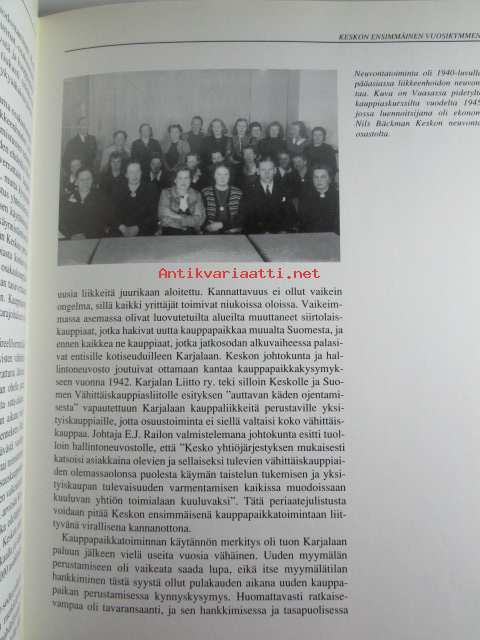 KESKON ENSIMMÄINEN VUOSIKYMMEN
Neuvontatoiminta oli 1940-luvulla
pääasiassa liikkeenhoidon neuvon-
taa. Kuva on Vaasassa pidetyltä
kauppiaskurssilta vuodelta 1945,
jossa luennoitsijana oli ekonomi
Nils Bäckman Keskon neuvonta-
osastolta.
Antikvariaatti.net
uusia liikkeitä juurikaan aloitettu. Kannattavuus ei ollut vaikein
ongelma, sillä kaikki yrittäjät toimivat niukoissa oloissa. Vaikeim-
massa asemassa olivat luovutetuilta alueilta muuttaneet siirtolais-
kauppiaat, jotka hakivat uutta kauppapaikkaa muualta Suomesta, ja
ennen kaikkea ne kauppiaat, jotka jatkosodan alkuvaiheessa palasi-
vat entisille kotiseuduilleen Karjalaan. Keskon johtokunta ja hal-
lintoneuvosto joutuivat ottamaan kantaa kauppapaikkakysymyk-
seen vuonna 1942. Karjalan Liitto ry. teki silloin Keskolle ja Suo-
men Vähittäiskauppiasliitolle esityksen "auttavan käden ojentami-
sesta" vapautettuun Karjalaan kauppaliikkeitä perustaville yksi-
tyiskauppiaille, jotta osuustoiminta ei siellä valtaisi koko vähittäis-
kauppaa. Johtaja E.J. Railon valmistelemana johtokunta esitti tuol-
loin hallintoneuvostolle, että "Kesko yhtiöjärjestyksen mukaisesti
katsoisi asiakkaina olevien ja sellaiseksi tulevien vähittäiskauppiai-
den olemassaolonsa puolesta käymän taistelun tukemisen ja yksi-
tyiskaupan tulevaisuuden varmentamisen kaikissa muodoissaan
kuuluvan yhtiön toimialaan kuuluvaksi". Tätä periaatejulistusta
voidaan pitää Keskon ensimmäisenä kauppapaikkatoimintaan liit-
tyvänä virallisena kannanottona.
Kauppapaikkatoiminnan käytännön merkitys oli tuon Karjalaan
paluun jälkeen vielä useita vuosia vähäinen. Uuden myymälän
perustamiseen oli vaikeata saada lupa, eikä itse myymälätilan
hankkiminen tästä syystä ollut pulakauden aikana uuden kauppa-
paikan perustamisessa kynnyskysymys. Huomattavasti ratkaise-
vampaa oli tavaransaanti, ja sen hankkimisessa ja tasapuolisessa